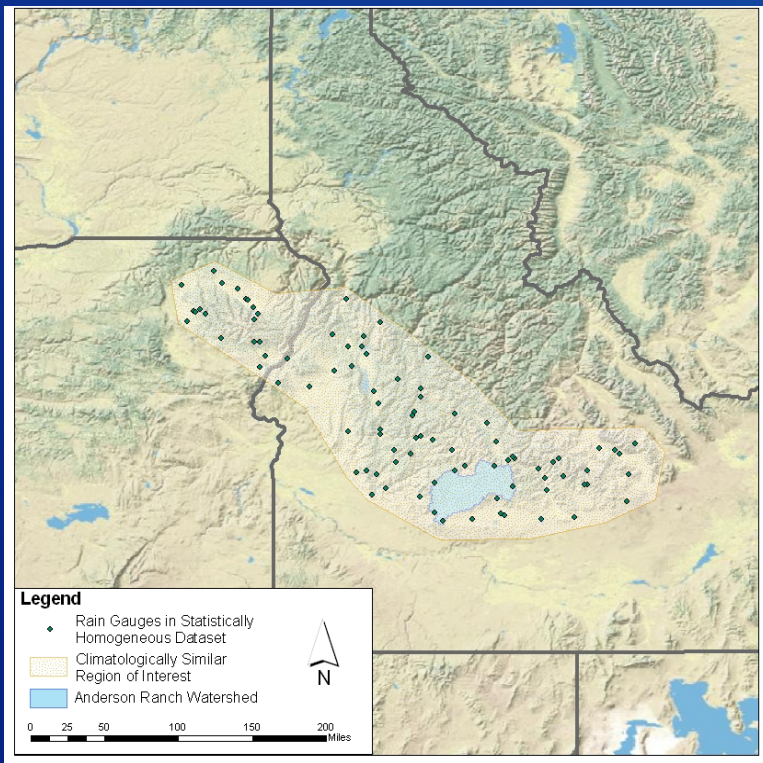 Legend
Rain Gauges in Statistically
Homogeneous Dataset
Climatologically Similar
Region of Interest
Anderson Ranch Watershed
N
0 25 50 100 150 200
Miles